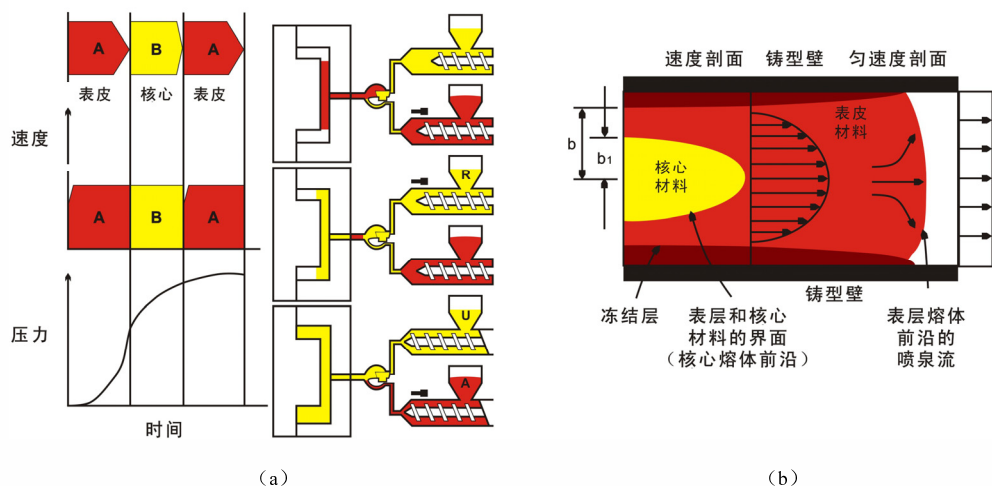 A
B
A
表皮
核心
表皮
速度
A
B
A
压力
时间
R
U
A
(a)
速度剖面
铸型壁
匀速度剖面
表皮
材料
b
b1
核心
材料
铸型壁
冻结层
表层和核心
材料的界面
(核心熔体前沿)
表层熔体
前沿的
喷泉流
(b)